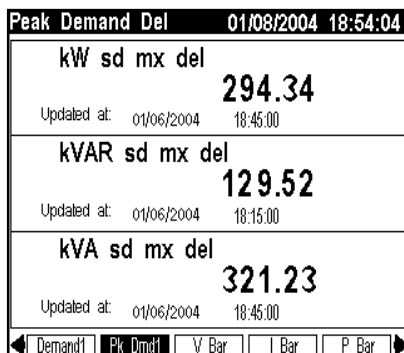 Peak Demand Del 01/08/2004 18:54:04
kW sd mx del
294.34
Updated at: 01/06/2004 18:45:00
kVAR sd mx del
129.52
Updated at: 01/06/2004 18:15:00
kVA sd mx del
321.23
Updated at: 01/06/2004 18:45:00
Demand1 Pk Dmd1 V Bar I Bar P Bar